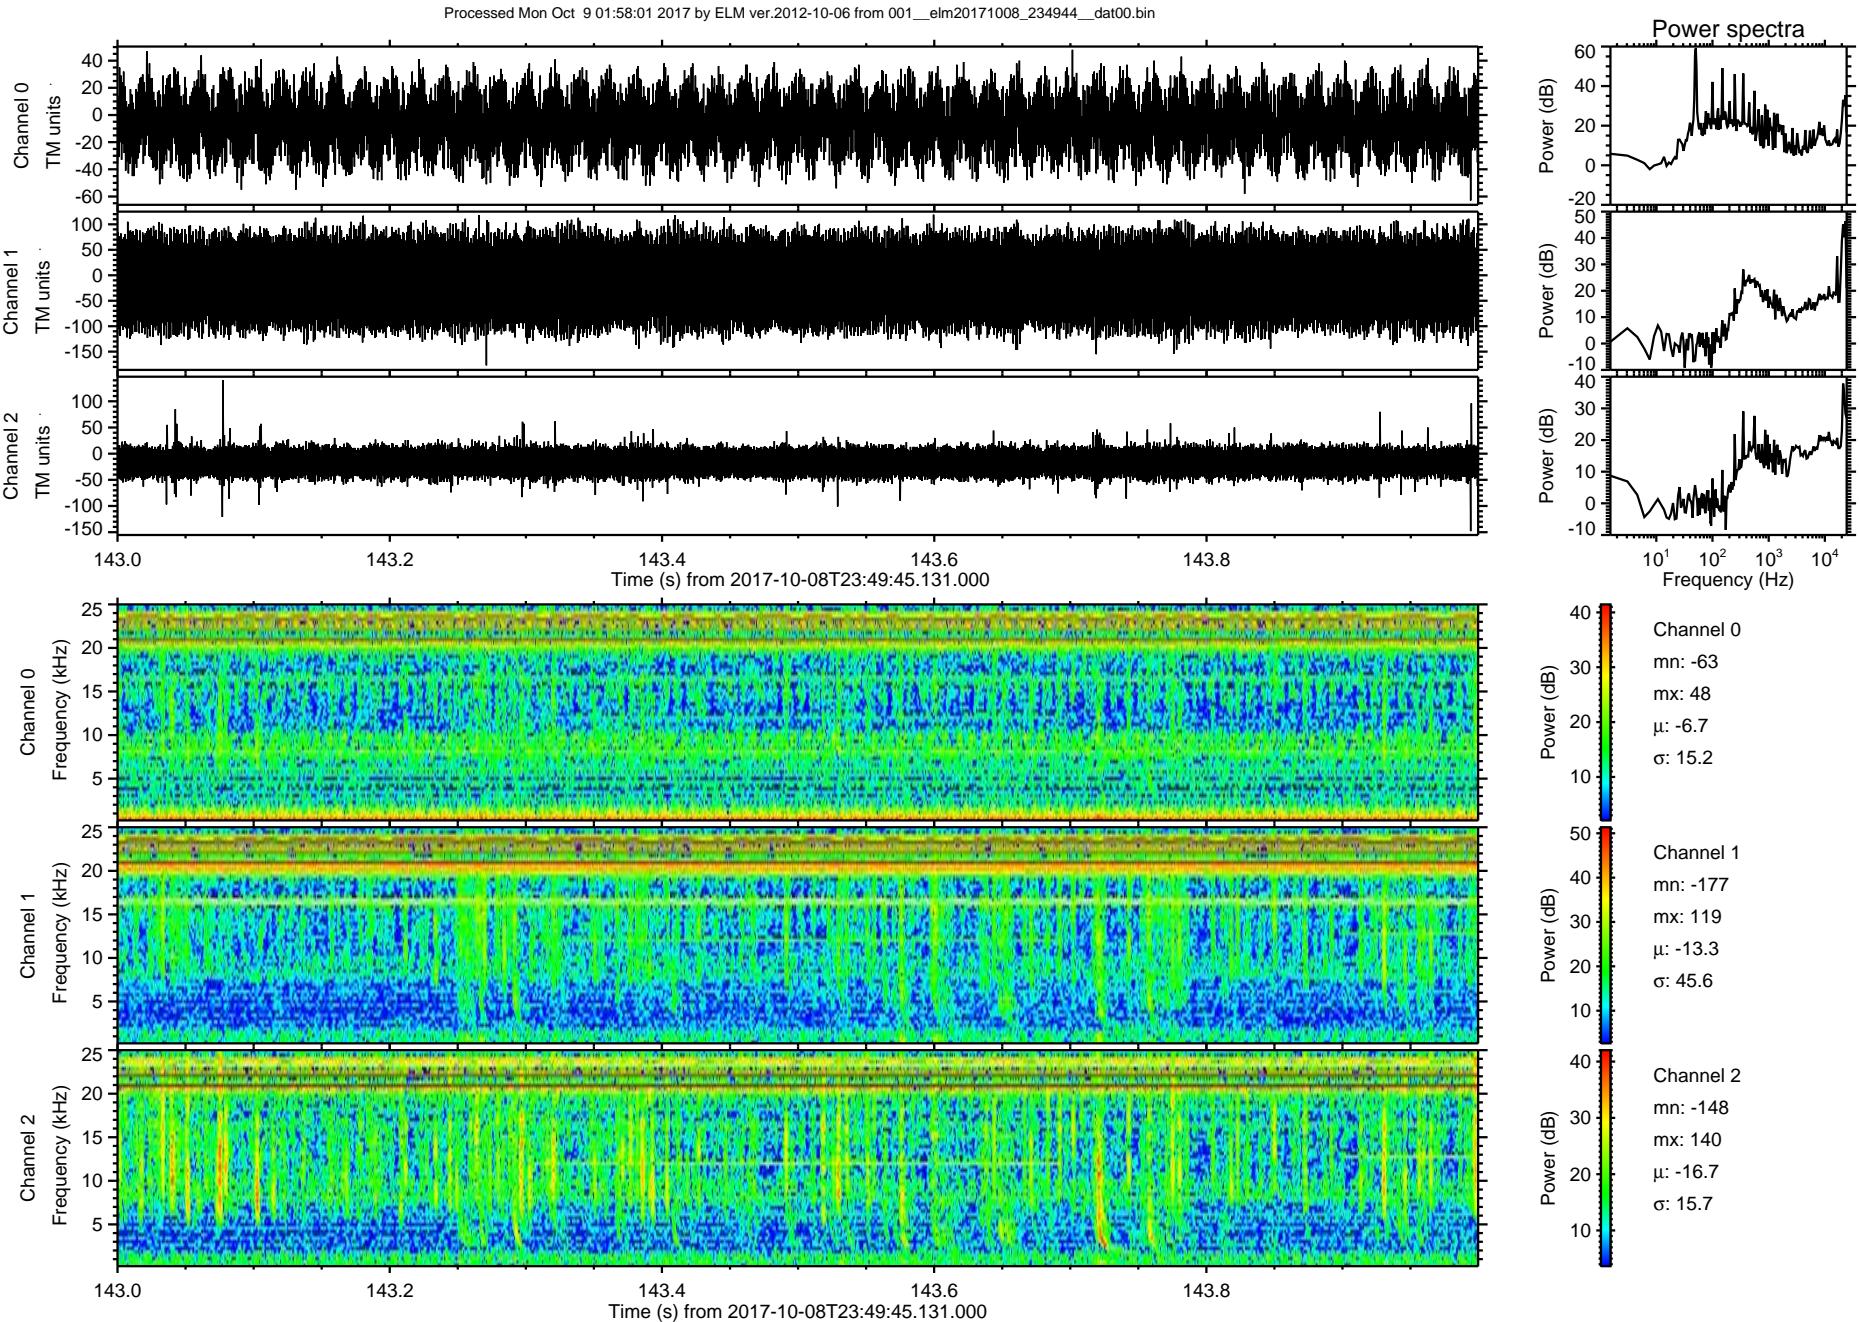 Processed Mon Oct  9 01:58:01 2017 by ELM ver.2012-10-06 from 001__elm20171008_234944__dat00.bin
Power spectra
Channel 0
TM units
40
20
0
-20
-40
-60
Power (dB)
60
40
20
0
-20
Channel 1
TM units
100
50
0
-50
-100
-150
Power (dB)
50
40
30
20
10
0
-10
Channel 2
TM units
100
50
0
-50
-100
-150
Power (dB)
40
30
20
10
0
-10
143.0 143.2 143.4 143.6 143.8
Time (s) from 2017-10-08T23:49:45.131.000
10¹ 10² 10³ 10⁴
Frequency (Hz)
Channel 0
Frequency (kHz)
25
20
15
10
5
Power (dB)
40
30
20
10
Channel 0
mn: -63
mx: 48
μ: -6.7
σ: 15.2
Channel 1
Frequency (kHz)
25
20
15
10
5
Power (dB)
50
40
30
20
10
Channel 1
mn: -177
mx: 119
μ: -13.3
σ: 45.6
Channel 2
Frequency (kHz)
25
20
15
10
5
Power (dB)
40
30
20
10
Channel 2
mn: -148
mx: 140
μ: -16.7
σ: 15.7
143.0 143.2 143.4 143.6 143.8
Time (s) from 2017-10-08T23:49:45.131.000